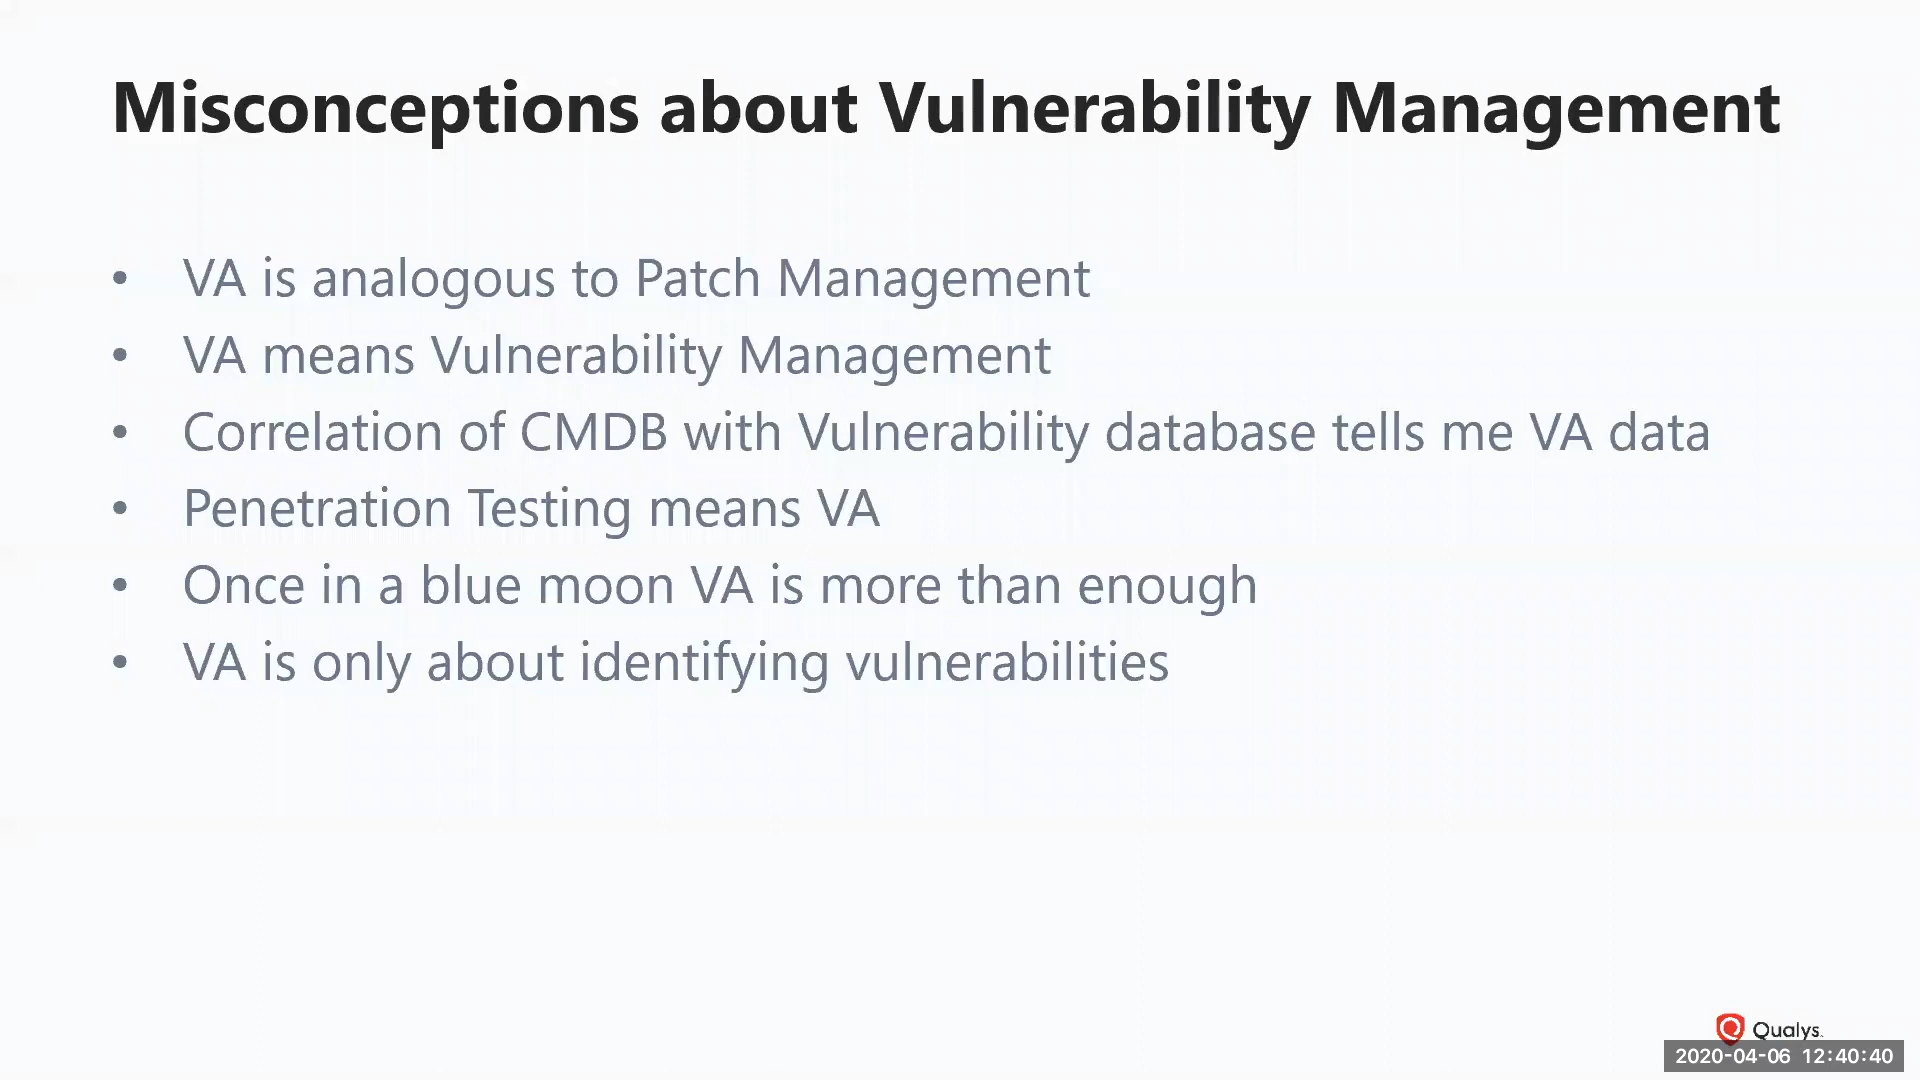 Misconceptions about Vulnerability Management
• VA is analogous to Patch Management
• VA means Vulnerability Management
• Correlation of CMDB with Vulnerability database tells me VA data
• Penetration Testing means VA
• Once in a blue moon VA is more than enough
• VA is only about identifying vulnerabilities
Qualys.
2020-04-06 12:40:40